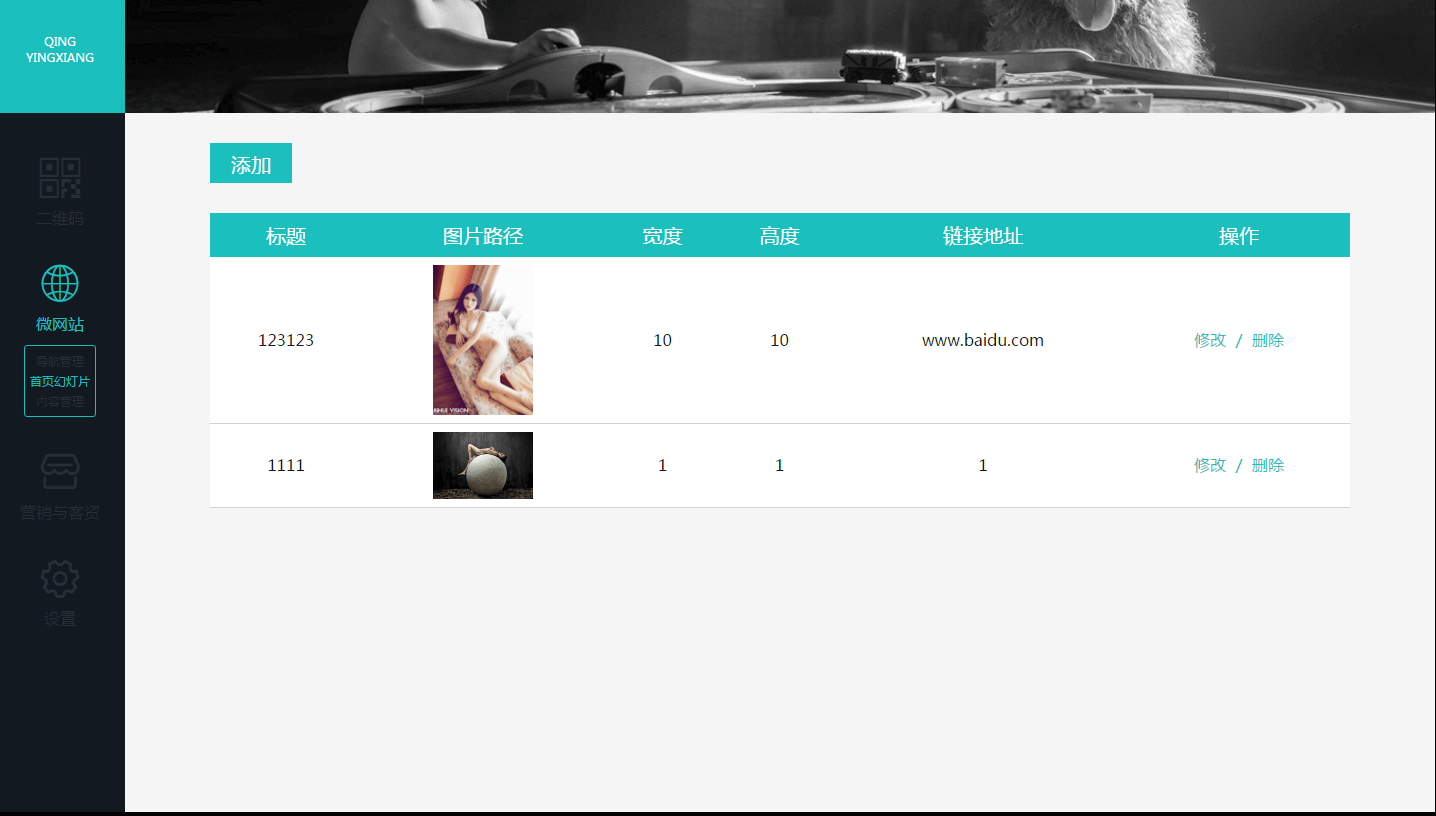 QING
YINGXIANG
二维码
微网站
导航管理
首页幻灯片
内容管理
营销与客资
设置
添加
标题 图片路径 宽度 高度 链接地址 操作
123123 10 10 www.baidu.com 修改 / 删除
VISION
1111 1 1 1 修改 / 删除